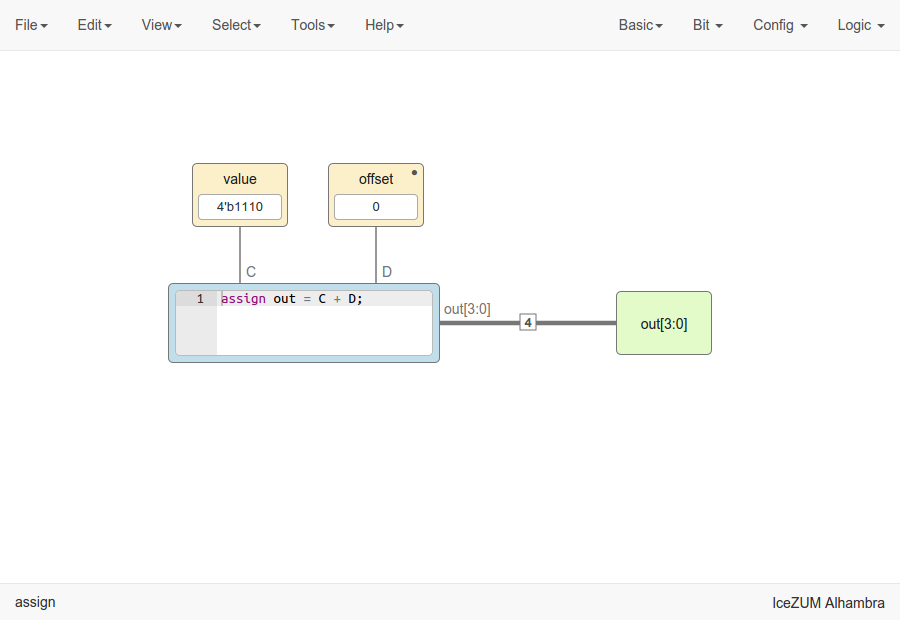 File Edit View Select Tools Help Basic Bit Config Logic
value
4'b1110
offset
0
C
D
1 assign out = C + D;
out[3:0]
4
out[3:0]
assign
IceZUM Alhambra